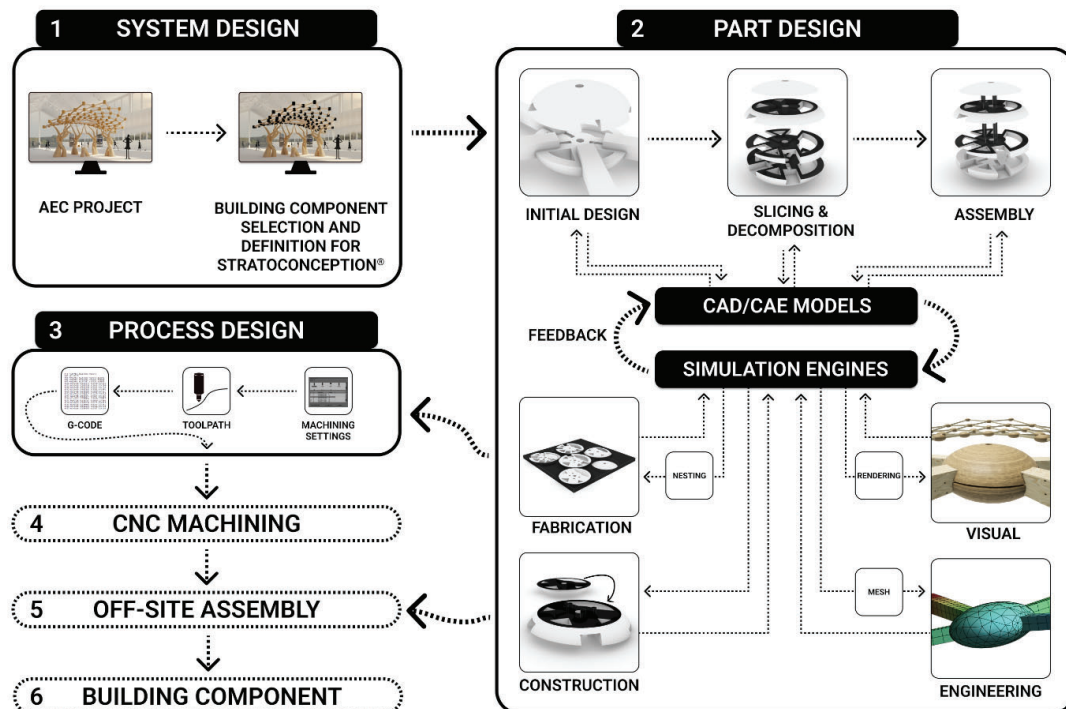 1 SYSTEM DESIGN
AEC PROJECT
BUILDING COMPONENT
SELECTION AND
DEFINITION FOR
STRATOCONCEPTION®
2 PART DESIGN
INITIAL DESIGN
SLICING &
DECOMPOSITION
ASSEMBLY
CAD/CAE MODELS
FEEDBACK
SIMULATION ENGINES
NESTING
RENDERING
FABRICATION
VISUAL
MESH
CONSTRUCTION
ENGINEERING
3 PROCESS DESIGN
G-CODE
TOOLPATH
MACHINING
SETTINGS
4 CNC MACHINING
5 OFF-SITE ASSEMBLY
6 BUILDING COMPONENT